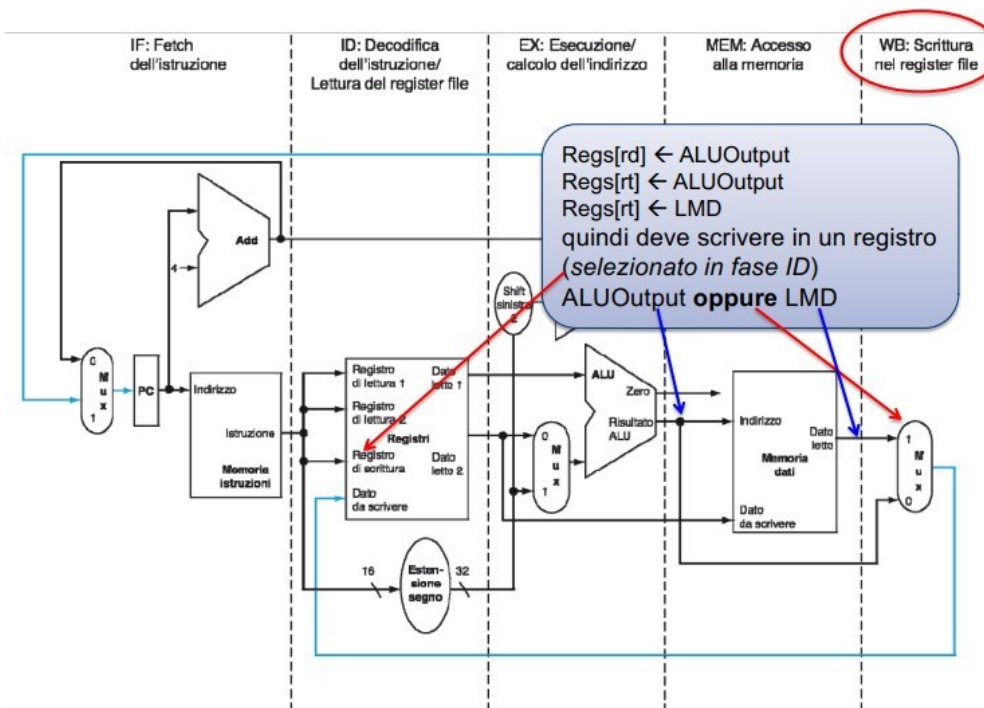 IF: Fetch
dell'istruzione
ID: Decodifica
dell'istruzione/
Lettura del register file
EX: Esecuzione/
calcolo dell'indirizzo
MEM: Accesso
alla memoria
WB: Scrittura
nel register file
Regs[rd] ← ALUOutput
Regs[rt] ← ALUOutput
Regs[rt] ← LMD
quindi deve scrivere in un registro
(selezionato in fase ID)
ALUOutput oppure LMD
Add
4
Shift
sinistra
2
0
Mux
1
PC
Indirizzo
Istruzione
Memoria
istruzioni
Registro
di lettura 1
Registro
di lettura 2
Registri
Registro
di scrittura
Dato
da scrivere
Dato
letto 1
Dato
letto 2
16
Esten-
sione
segno
32
0
Mux
1
ALU
Zero
Risultato
ALU
Indirizzo
Dato
letto
Memoria
dati
Dato
da scrivere
1
Mux
0